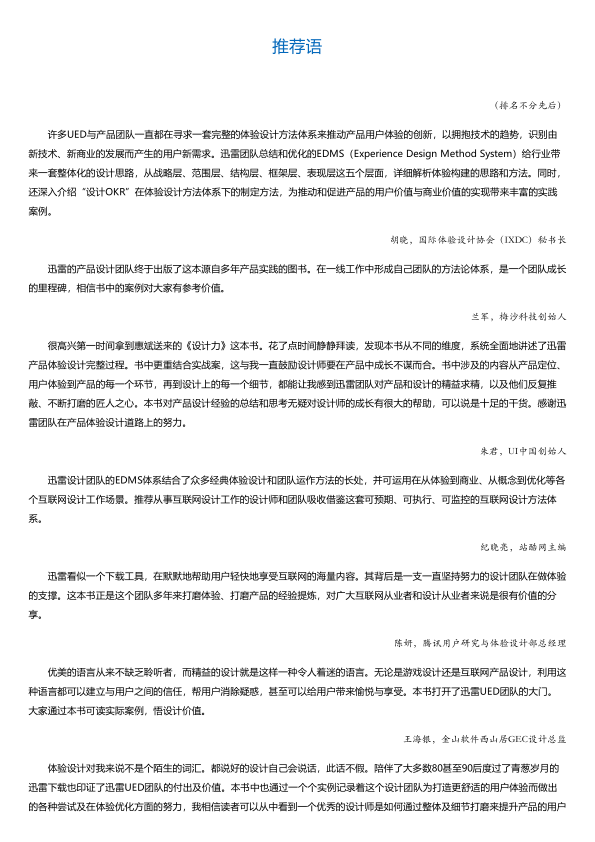 推荐语
（排名不分先后）
许多UED与产品团队一直都在寻求一套完整的体验设计方法体系来推动产品用户体验的创新，以拥抱技术的趋势，识别由
新技术、新商业的发展而产生的用户新需求。迅雷团队总结和优化的EDMS（Experience Design Method System）给行业带
来一套整体化的设计思路，从战略层、范围层、结构层、框架层、表现层这五个层面，详细解析体验构建的思路和方法。同时，
还深入介绍“设计OKR”在体验设计方法体系下的制定方法，为推动和促进产品的用户价值与商业价值的实现带来丰富的实践
案例。
胡晓，国际体验设计协会（IXDC）秘书长
迅雷的产品设计团队终于出版了这本源自多年产品实践的图书。在一线工作中形成自己团队的方法论体系，是一个团队成长
的里程碑，相信书中的案例对大家有参考价值。
兰军，梅沙科技创始人
很高兴第一时间拿到惠斌送来的《设计力》这本书。花了点时间静静拜读，发现本书从不同的维度，系统全面地讲述了迅雷
产品体验设计完整过程。书中更重结合实战案，这与我一直鼓励设计师要在产品中成长不谋而合。书中涉及的内容从产品定位、
用户体验到产品的每一个环节，再到设计上的每一个细节，都能让我感到迅雷团队对产品和设计的精益求精，以及他们反复推
敲、不断打磨的匠人之心。本书对产品设计经验的总结和思考无疑对设计师的成长有很大的帮助，可以说是十足的干货。感谢迅
雷团队在产品体验设计道路上的努力。
朱君，UI中国创始人
迅雷设计团队的EDMS体系结合了众多经典体验设计和团队运作方法的长处，并可运用在从体验到商业、从概念到优化等各
个互联网设计工作场景。推荐从事互联网设计工作的设计师和团队吸收借鉴这套可预期、可执行、可监控的互联网设计方法体
系。
纪晓亮，站酷网主编
迅雷看似一个下载工具，在默默地帮助用户轻快地享受互联网的海量内容。其背后是一支一直坚持努力的设计团队在做体验
的支撑。这本书正是这个团队多年来打磨体验、打磨产品的经验提炼，对广大互联网从业者和设计从业者来说是很有价值的分
享。
陈妍，腾讯用户研究与体验设计部总经理
优美的语言从来不缺乏聆听者，而精益的设计就是这样一种令人着迷的语言。无论是游戏设计还是互联网产品设计，利用这
种语言都可以建立与用户之间的信任，帮用户消除疑惑，甚至可以给用户带来愉悦与享受。本书打开了迅雷UED团队的大门。
大家通过本书可读实际案例，悟设计价值。
王海银，金山软件西山居GEC设计总监
体验设计对我来说不是个陌生的词汇。都说好的设计自己会说话，此话不假。陪伴了大多数80甚至90后度过了青葱岁月的
迅雷下载也印证了迅雷UED团队的付出及价值。本书中也通过一个个实例记录着这个设计团队为打造更舒适的用户体验而做出
的各种尝试及在体验优化方面的努力，我相信读者可以从中看到一个优秀的设计师是如何通过整体及细节打磨来提升产品的用户